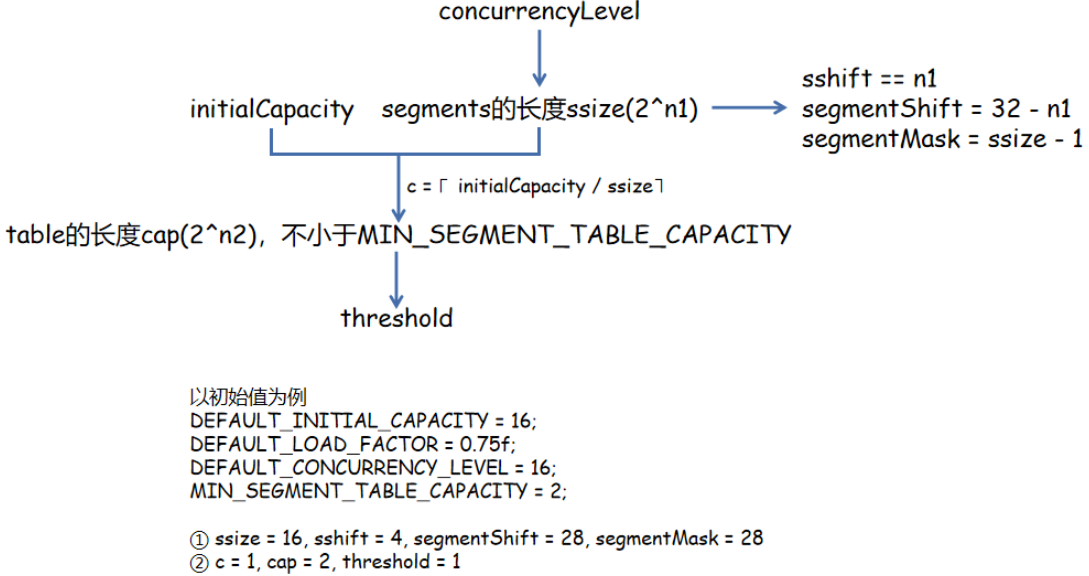 concurrencyLevel
initialCapacity
segments的长度ssize(2^n1)
sshift == n1
segmentShift = 32 - n1
segmentMask = ssize - 1
c =「 initialCapacity / ssize ˥
table的长度cap(2^n2)，不小于MIN_SEGMENT_TABLE_CAPACITY
threshold
以初始值为例
DEFAULT_INITIAL_CAPACITY = 16;
DEFAULT_LOAD_FACTOR = 0.75f;
DEFAULT_CONCURRENCY_LEVEL = 16;
MIN_SEGMENT_TABLE_CAPACITY = 2;
① ssize = 16, sshift = 4, segmentShift = 28, segmentMask = 28
② c = 1, cap = 2, threshold = 1